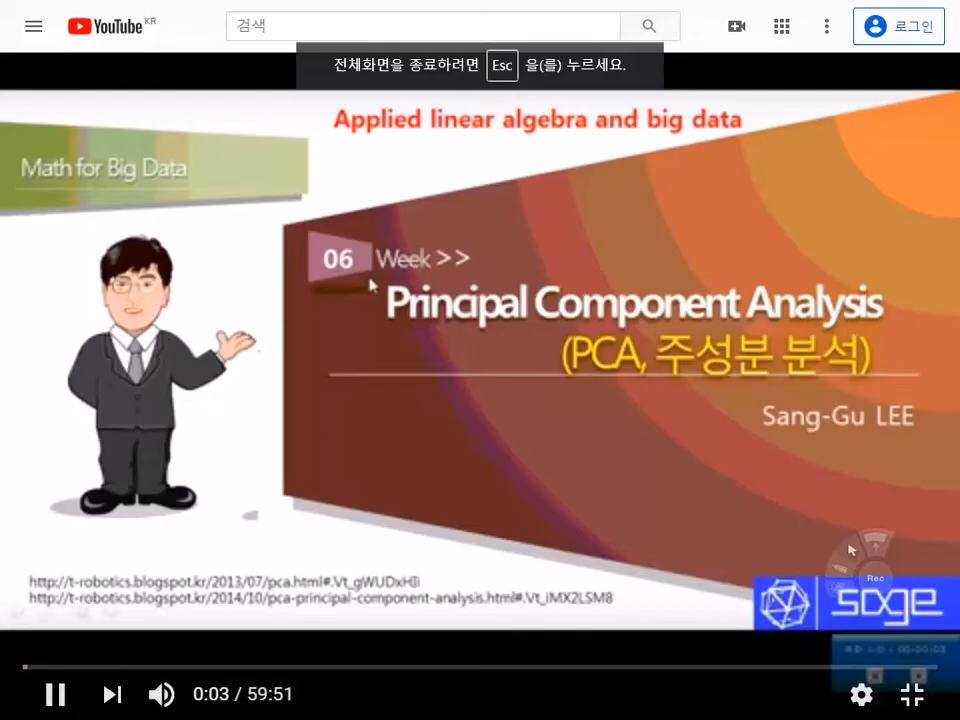 YouTube KR
검색
로그인
전체화면을 종료하려면 Esc 을(를) 누르세요.
Applied linear algebra and big data
Math for Big Data
06 Week >>
Principal Component Analysis
(PCA, 주성분 분석)
Sang-Gu LEE
http://t-robotics.blogspot.kr/2013/07/pca.html#.Vt_gWUDxHII
http://t-robotics.blogspot.kr/2014/10/pca-principal-component-analysis.html#.Vt_iMX2LSM8
Rec
sage
0:03 / 59:51